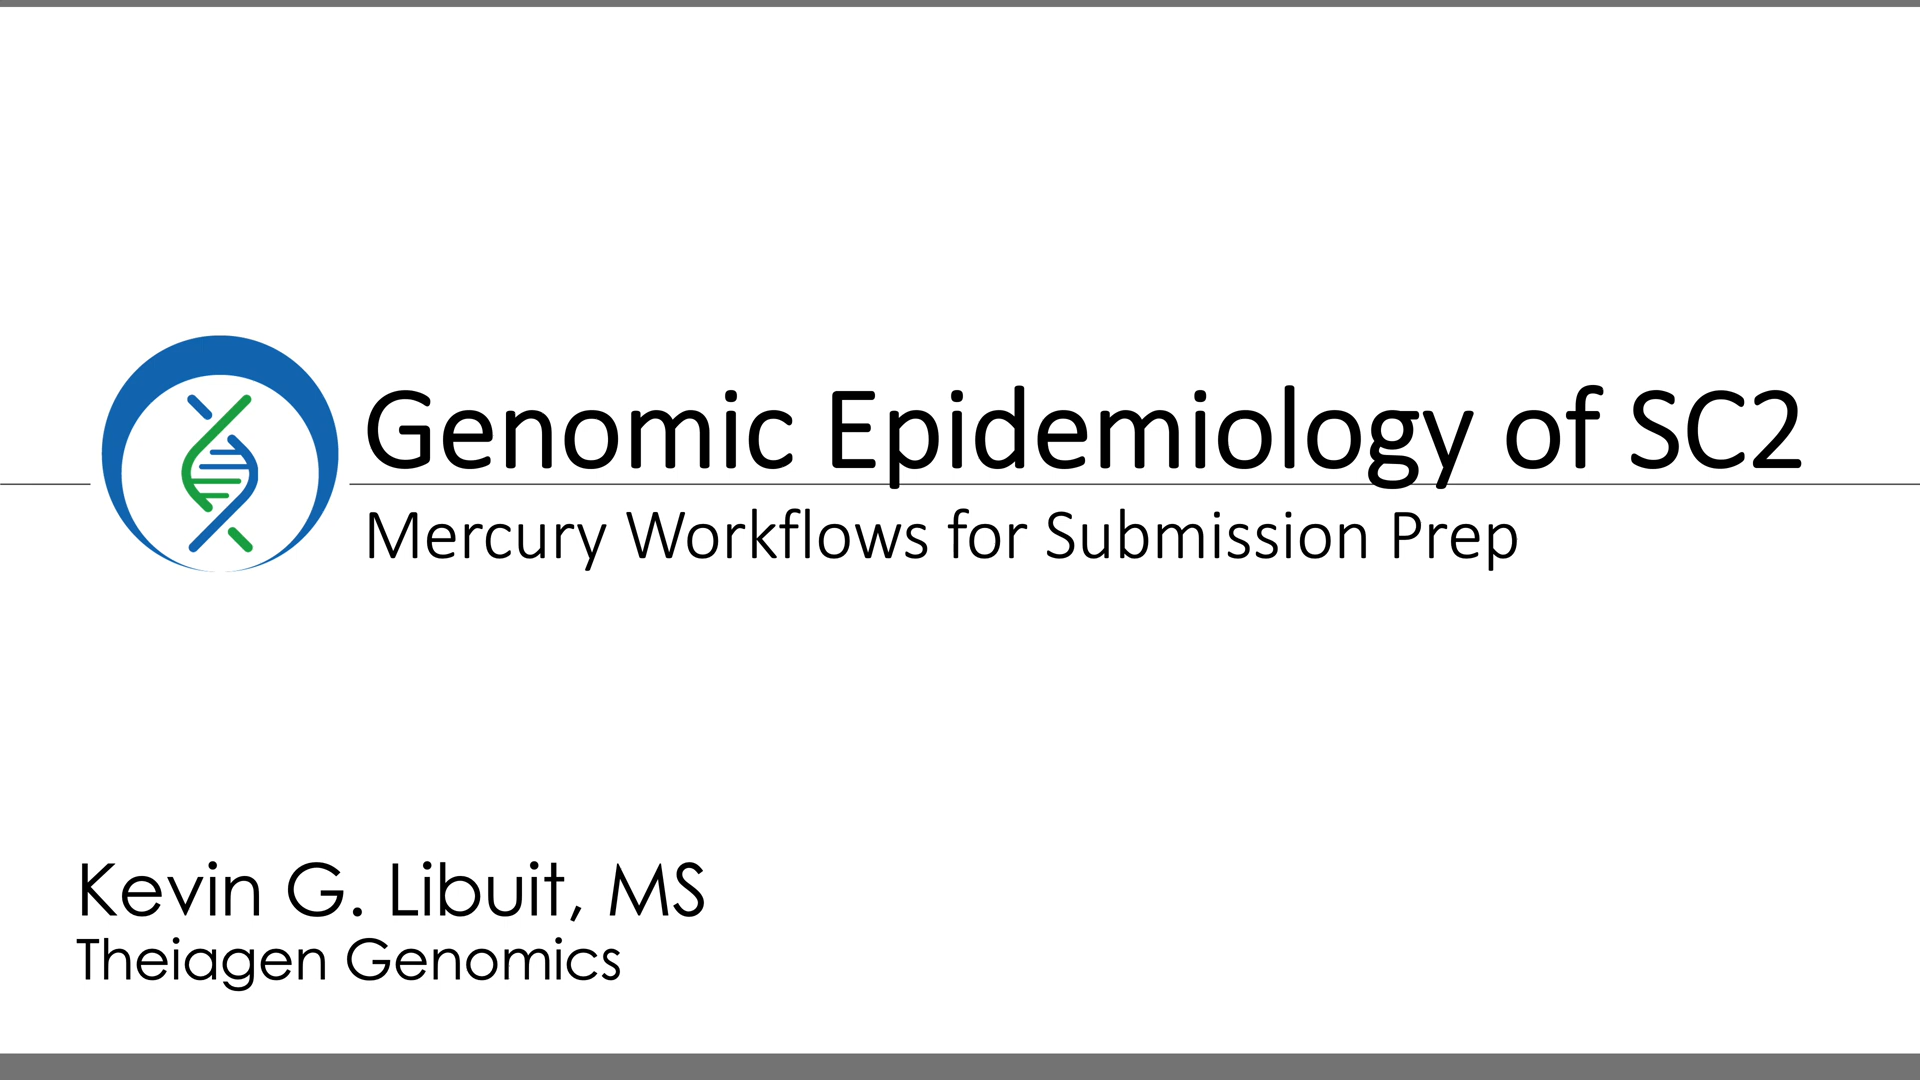 Genomic Epidemiology of SC2
Mercury Workflows for Submission Prep
Kevin G. Libuit, MS
Theiagen Genomics